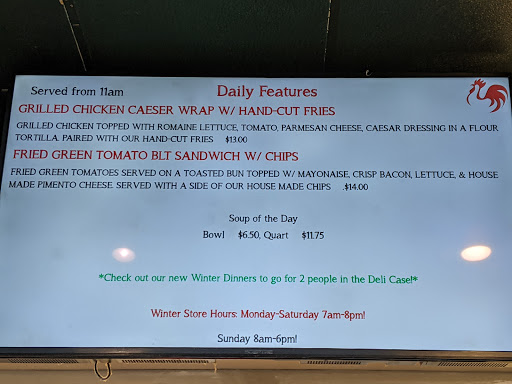 Served from 11am
Daily Features
GRILLED CHICKEN CAESER WRAP W/ HAND-CUT FRIES
GRILLED CHICKEN TOPPED WITH ROMAINE LETTUCE, TOMATO, PARMESAN CHEESE, CAESAR DRESSING IN A FLOUR
TORTILLA. PAIRED WITH OUR HAND-CUT FRIES $13.00
FRIED GREEN TOMATO BLT SANDWICH W/ CHIPS
FRIED GREEN TOMATOES SERVED ON A TOASTED BUN TOPPED W/ MAYONAISE, CRISP BACON, LETTUCE, & HOUSE
MADE PIMENTO CHEESE. SERVED WITH A SIDE OF OUR HOUSE MADE CHIPS .$14.00
Soup of the Day
Bowl $6.50, Quart $11.75
*Check out our new Winter Dinners to go for 2 people in the Deli Case!*
Winter Store Hours: Monday-Saturday 7am-8pm!
Sunday 8am-6pm!